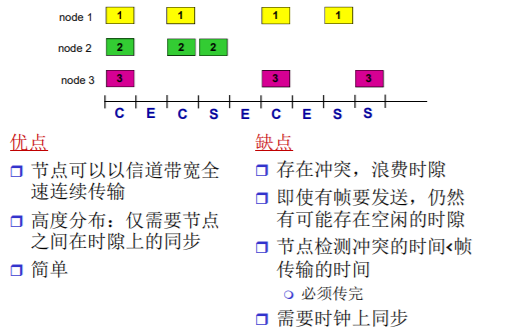 node 1 1 1 1 1
node 2 2 2 2
node 3 3 3 3
C E C S E C E S S
优点
节点可以以信道带宽全
速连续传输
高度分布：仅需要节点
之间在时隙上的同步
简单
缺点
存在冲突，浪费时隙
即使有帧要发送，仍然
有可能存在空闲的时隙
节点检测冲突的时间<帧
传输的时间
必须传完
需要时钟上同步